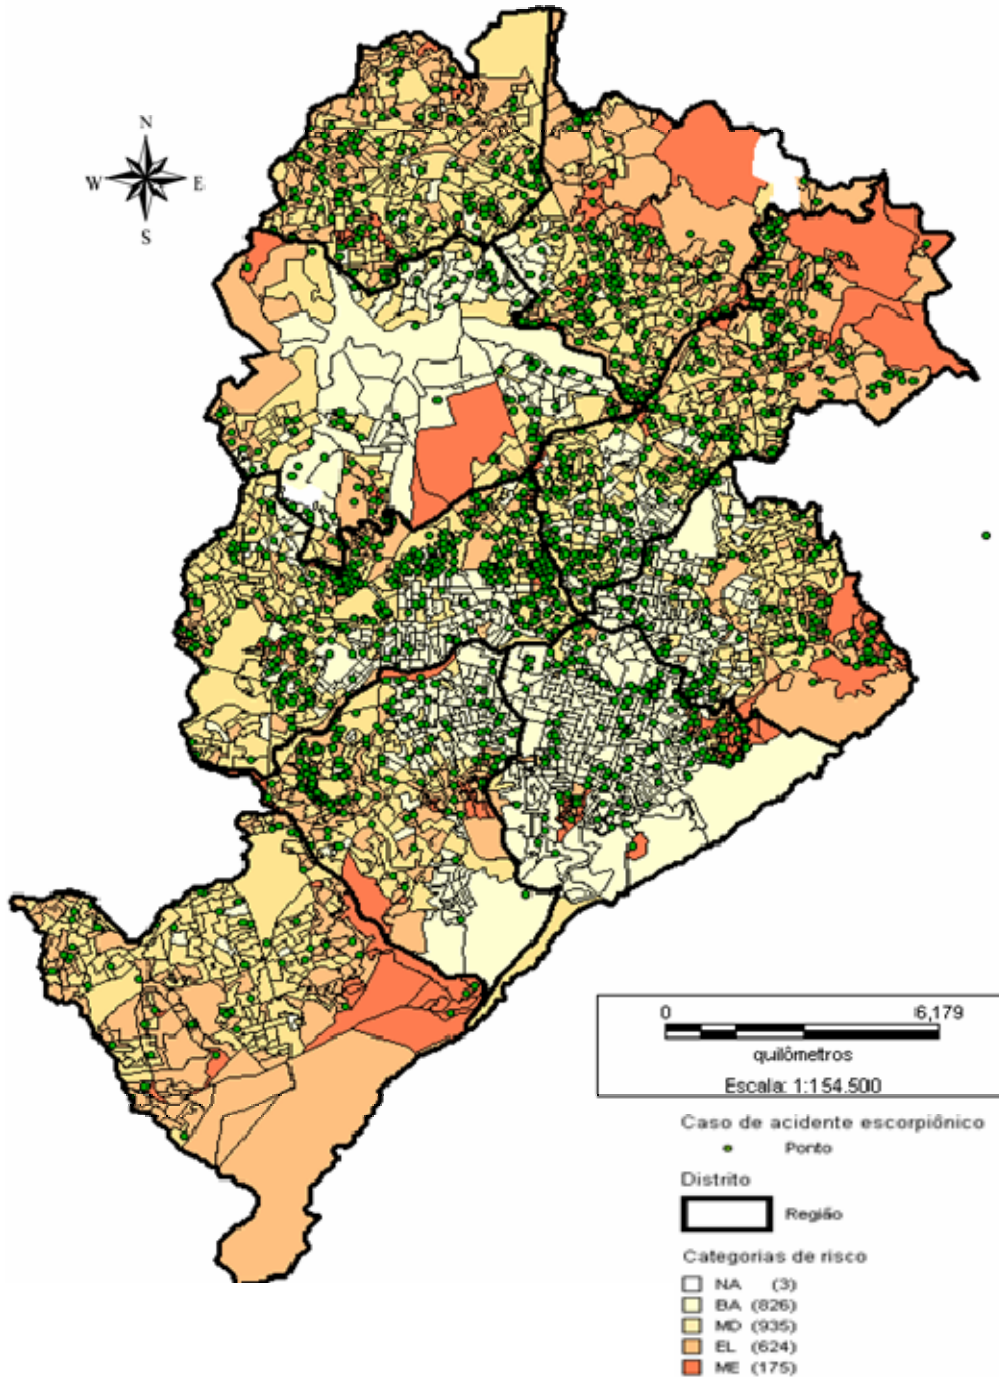 N
W E
S
0 6,179
quilômetros
Escala: 1:154.500
Caso de acidente escorpiônico
Ponto
Distrito
Região
Categorias de risco
NA (3)
BA (826)
MD (935)
EL (624)
ME (175)